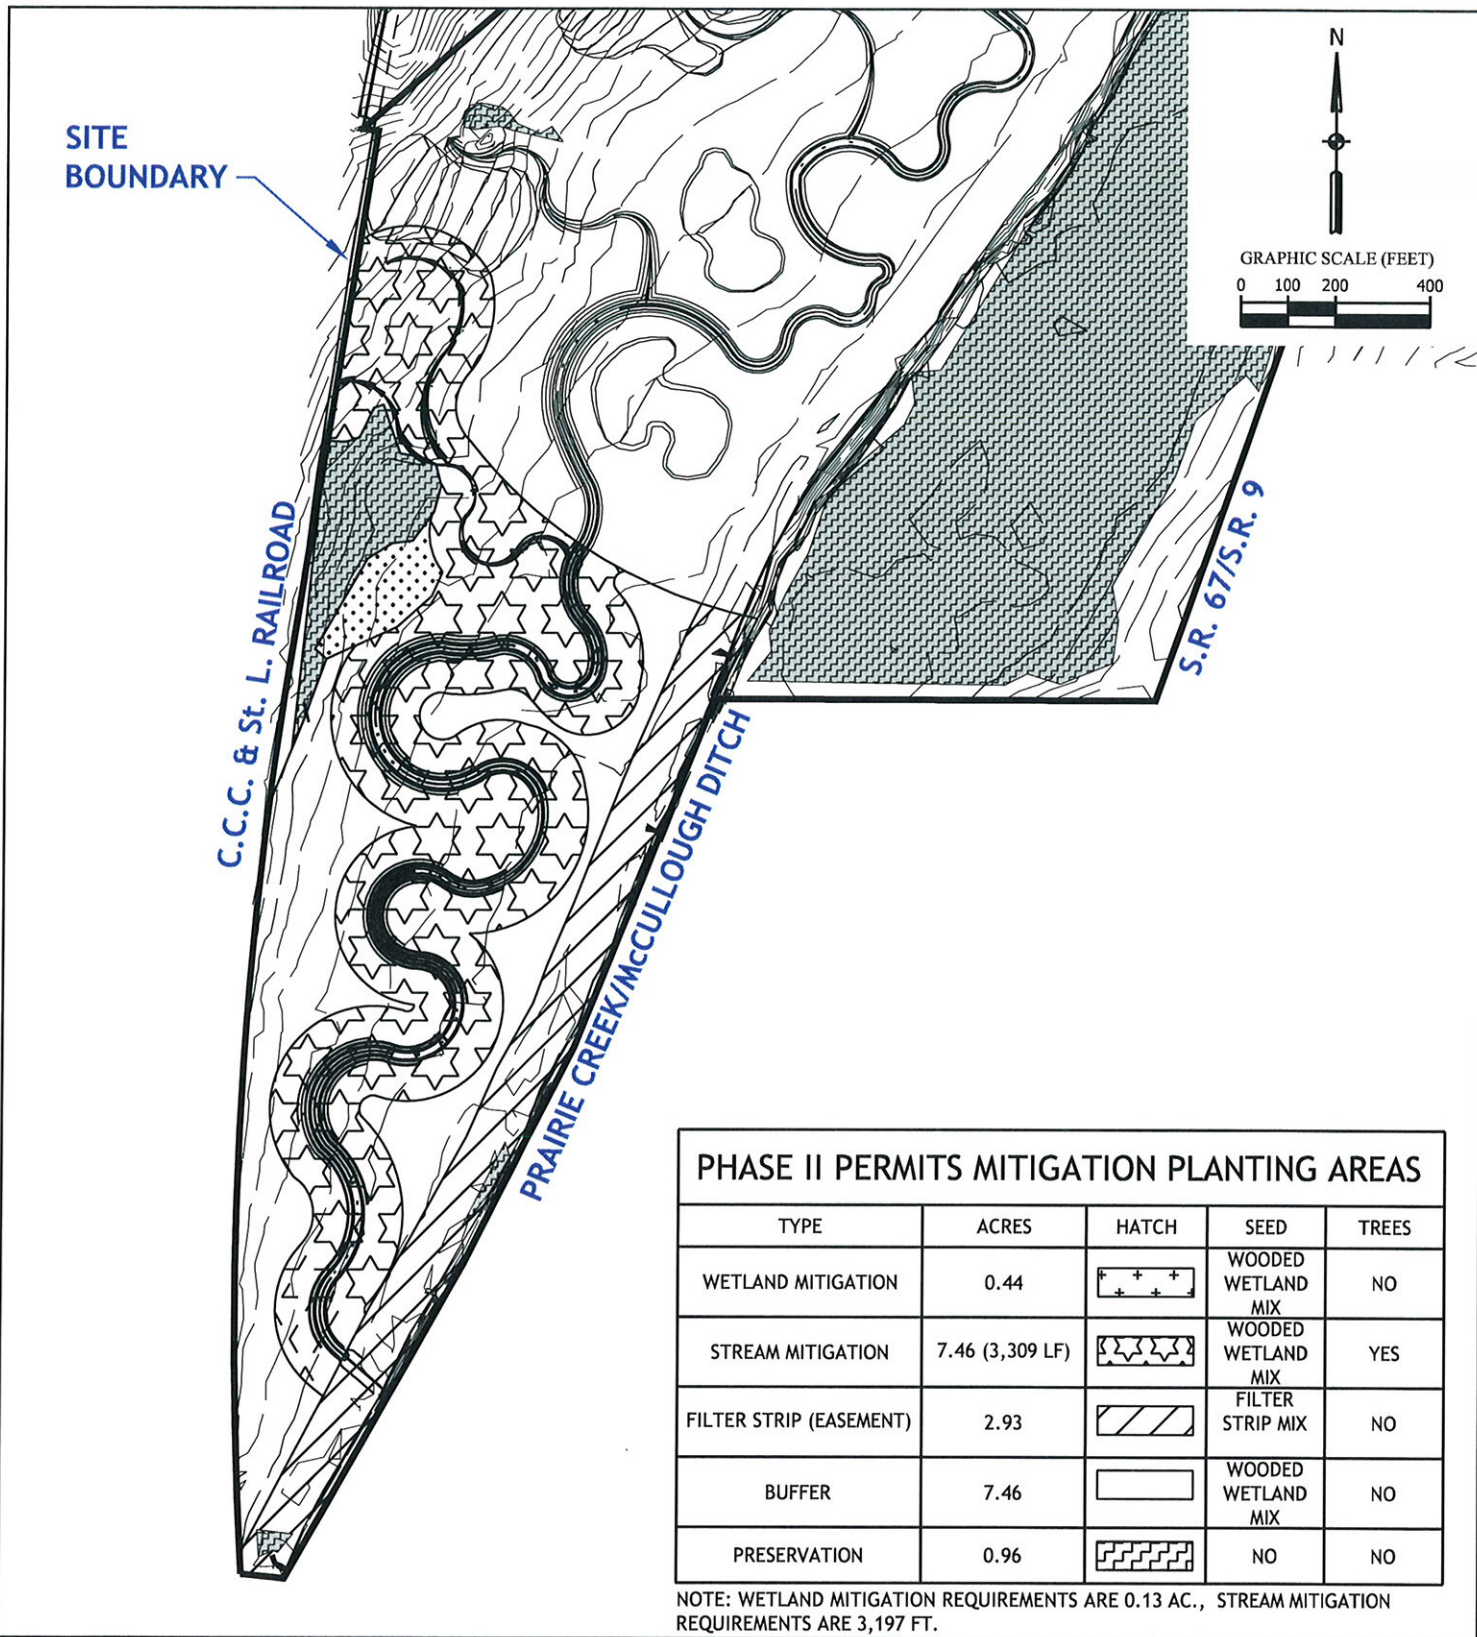 N
GRAPHIC SCALE (FEET)
0 100 200 400
SITE
BOUNDARY
C.C.C. & St. L. RAILROAD
S.R. 67/S.R. 9
PRAIRIE CREEK/McCULLOUGH DITCH
PHASE II PERMITS MITIGATION PLANTING AREAS
TYPE ACRES HATCH SEED TREES
WETLAND MITIGATION 0.44 WOODED
WETLAND
MIX NO
STREAM MITIGATION 7.46 (3,309 LF) WOODED
WETLAND
MIX YES
FILTER STRIP (EASEMENT) 2.93 FILTER
STRIP MIX NO
BUFFER 7.46 WOODED
WETLAND
MIX NO
PRESERVATION 0.96 NO NO
NOTE: WETLAND MITIGATION REQUIREMENTS ARE 0.13 AC., STREAM MITIGATION
REQUIREMENTS ARE 3,197 FT.